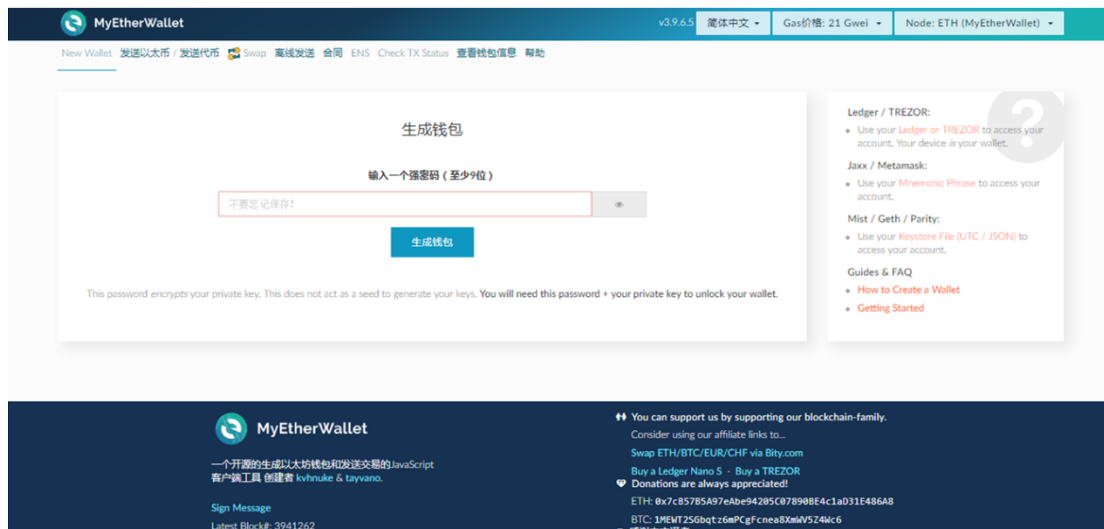 MyEtherWallet
v3.9.6.5 简体中文 Gas价格: 21 Gwei Node: ETH (MyEtherWallet)
New Wallet 发送以太币 / 发送代币 Swap 离线发送 合同 ENS Check TX Status 查看钱包信息 帮助
生成钱包
输入一个强密码 ( 至少9位 )
不要忘记保存!
生成钱包
This password encrypts your private key. This does not act as a seed to generate your keys. You will need this password + your private key to unlock your wallet.
?
Ledger / TREZOR:
Use your Ledger or TREZOR to access your
account. Your device is your wallet.
Jaxx / Metamask:
Use your Mnemonic Phrase to access your
account.
Mist / Geth / Parity:
Use your Keystore File (UTC / JSON) to
access your account.
Guides & FAQ
How to Create a Wallet
Getting Started
MyEtherWallet
一个开源的生成以太坊钱包和发送交易的JavaScript
客户端工具 创建者 kvhnuke & tayvano.
Sign Message
Latest Block#: 3941262
You can support us by supporting our blockchain-family.
Consider using our affiliate links to...
Swap ETH/BTC/EUR/CHF via Bity.com
Buy a Ledger Nano S · Buy a TREZOR
Donations are always appreciated!
ETH: 0x7cB57B5A97eAbe94205C07890BE4c1aD31E486A8
BTC: 1MEWT2SGbqtz6mPCgFcnea8XmWV5Z4Wc6